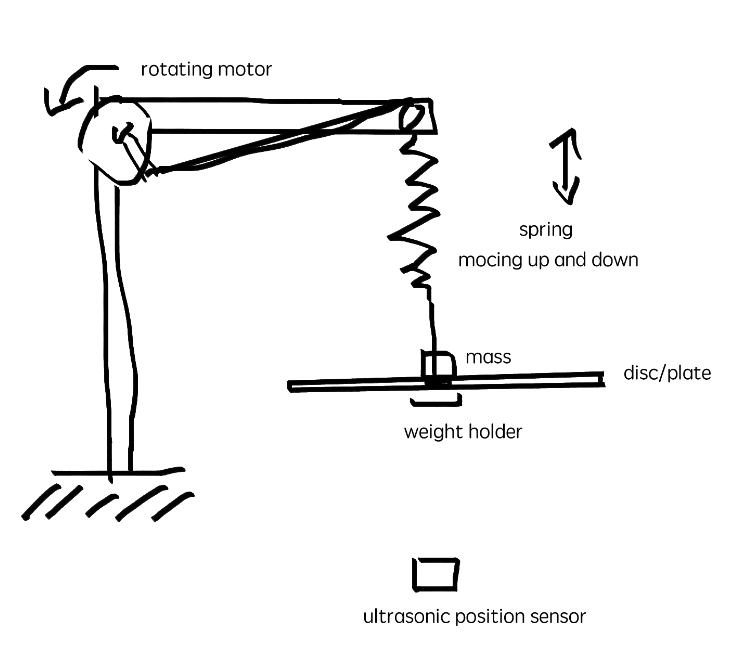 rotating motor
spring
mocing up and down
mass
disc/plate
weight holder
ultrasonic position sensor